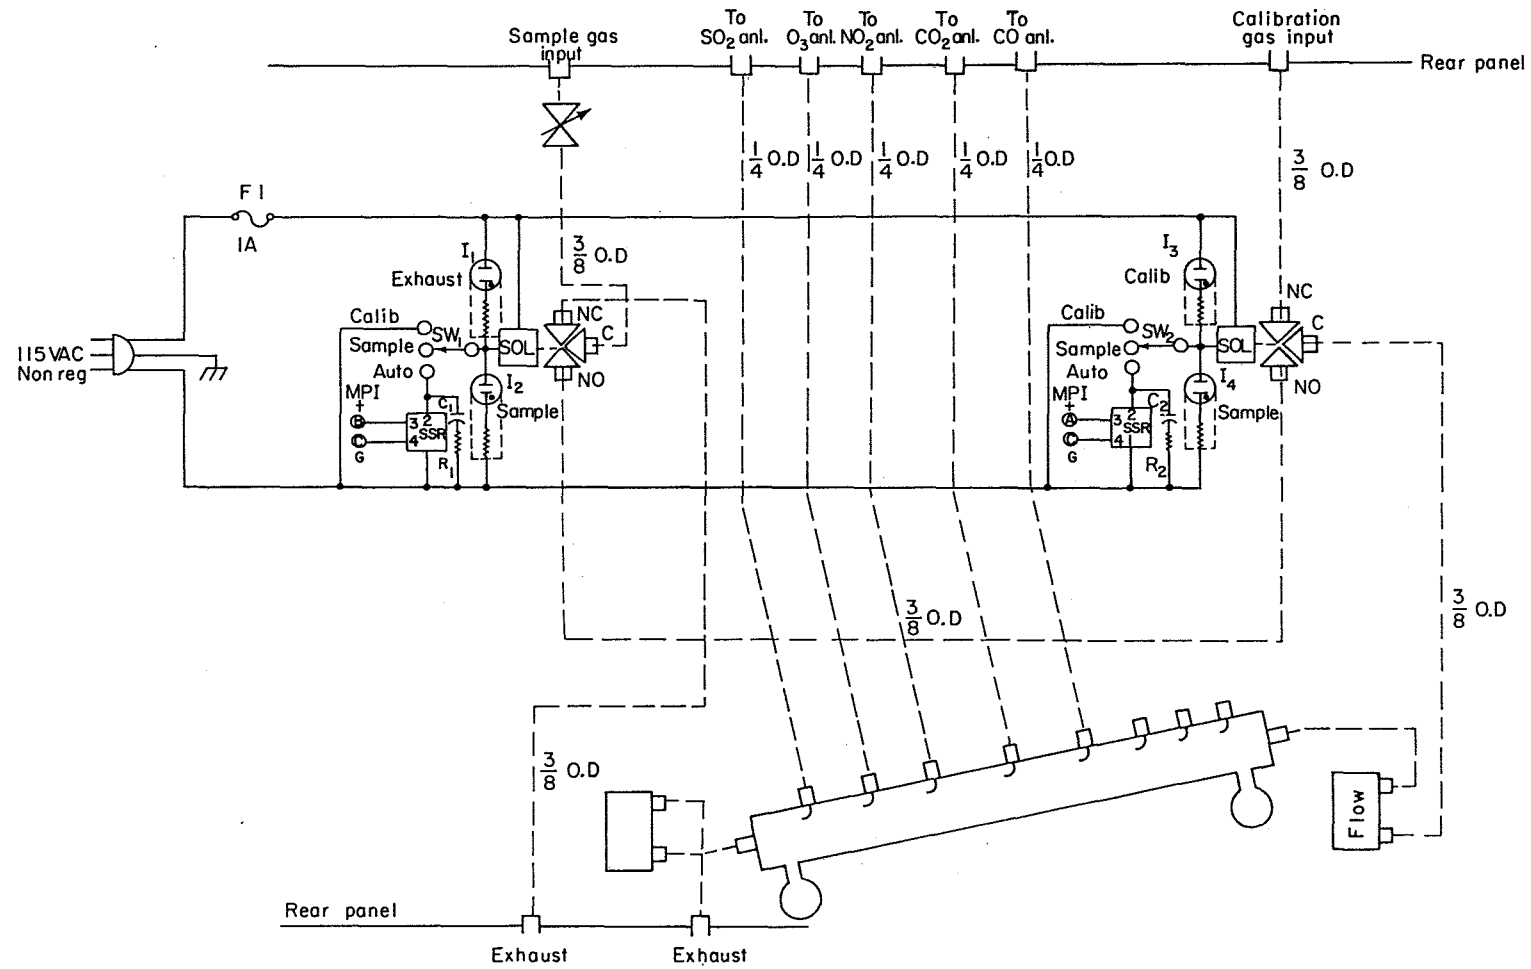 Sample gas
input
To
SO2 anl.
To
O3 anl.
To
NO2 anl.
To
CO2 anl.
To
CO anl.
Calibration
gas input
Rear panel
1/4 O.D
1/4 O.D
1/4 O.D
1/4 O.D
1/4 O.D
3/8 O.D
F1
1A
3/8 O.D
I1
Exhaust
Calib
SW1
Sample
Auto
MPI
+
B
C
G
3
4
2
SSR
C1
R1
I2
Sample
SOL
NC
C
NO
115 VAC
Non reg
I3
Calib
Calib
SW2
Sample
Auto
MPI
+
A
C
G
3
4
2
SSR
C2
R2
I4
Sample
SOL
NC
C
NO
3/8 O.D
3/8 O.D
3/8 O.D
Flow
Rear panel
Exhaust
Exhaust